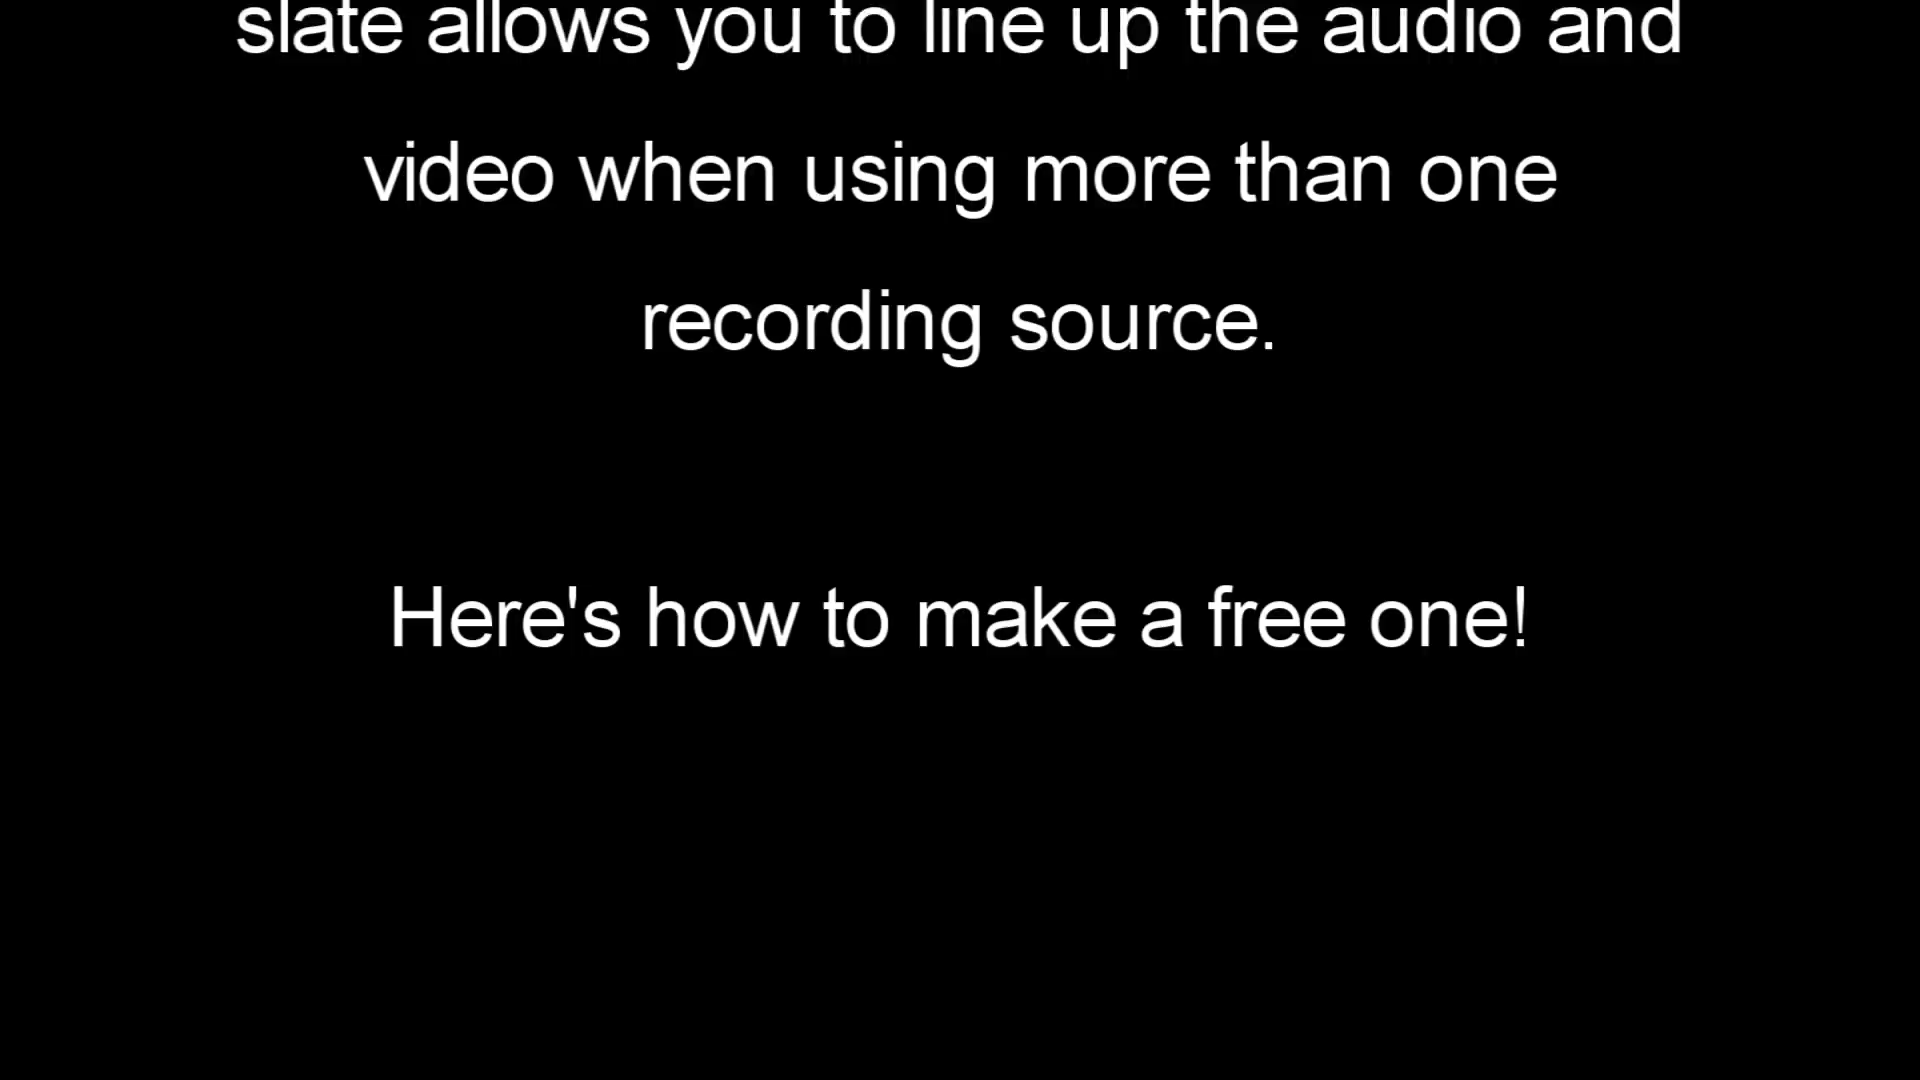 slate allows you to line up the audio and
video when using more than one
recording source.
Here's how to make a free one!